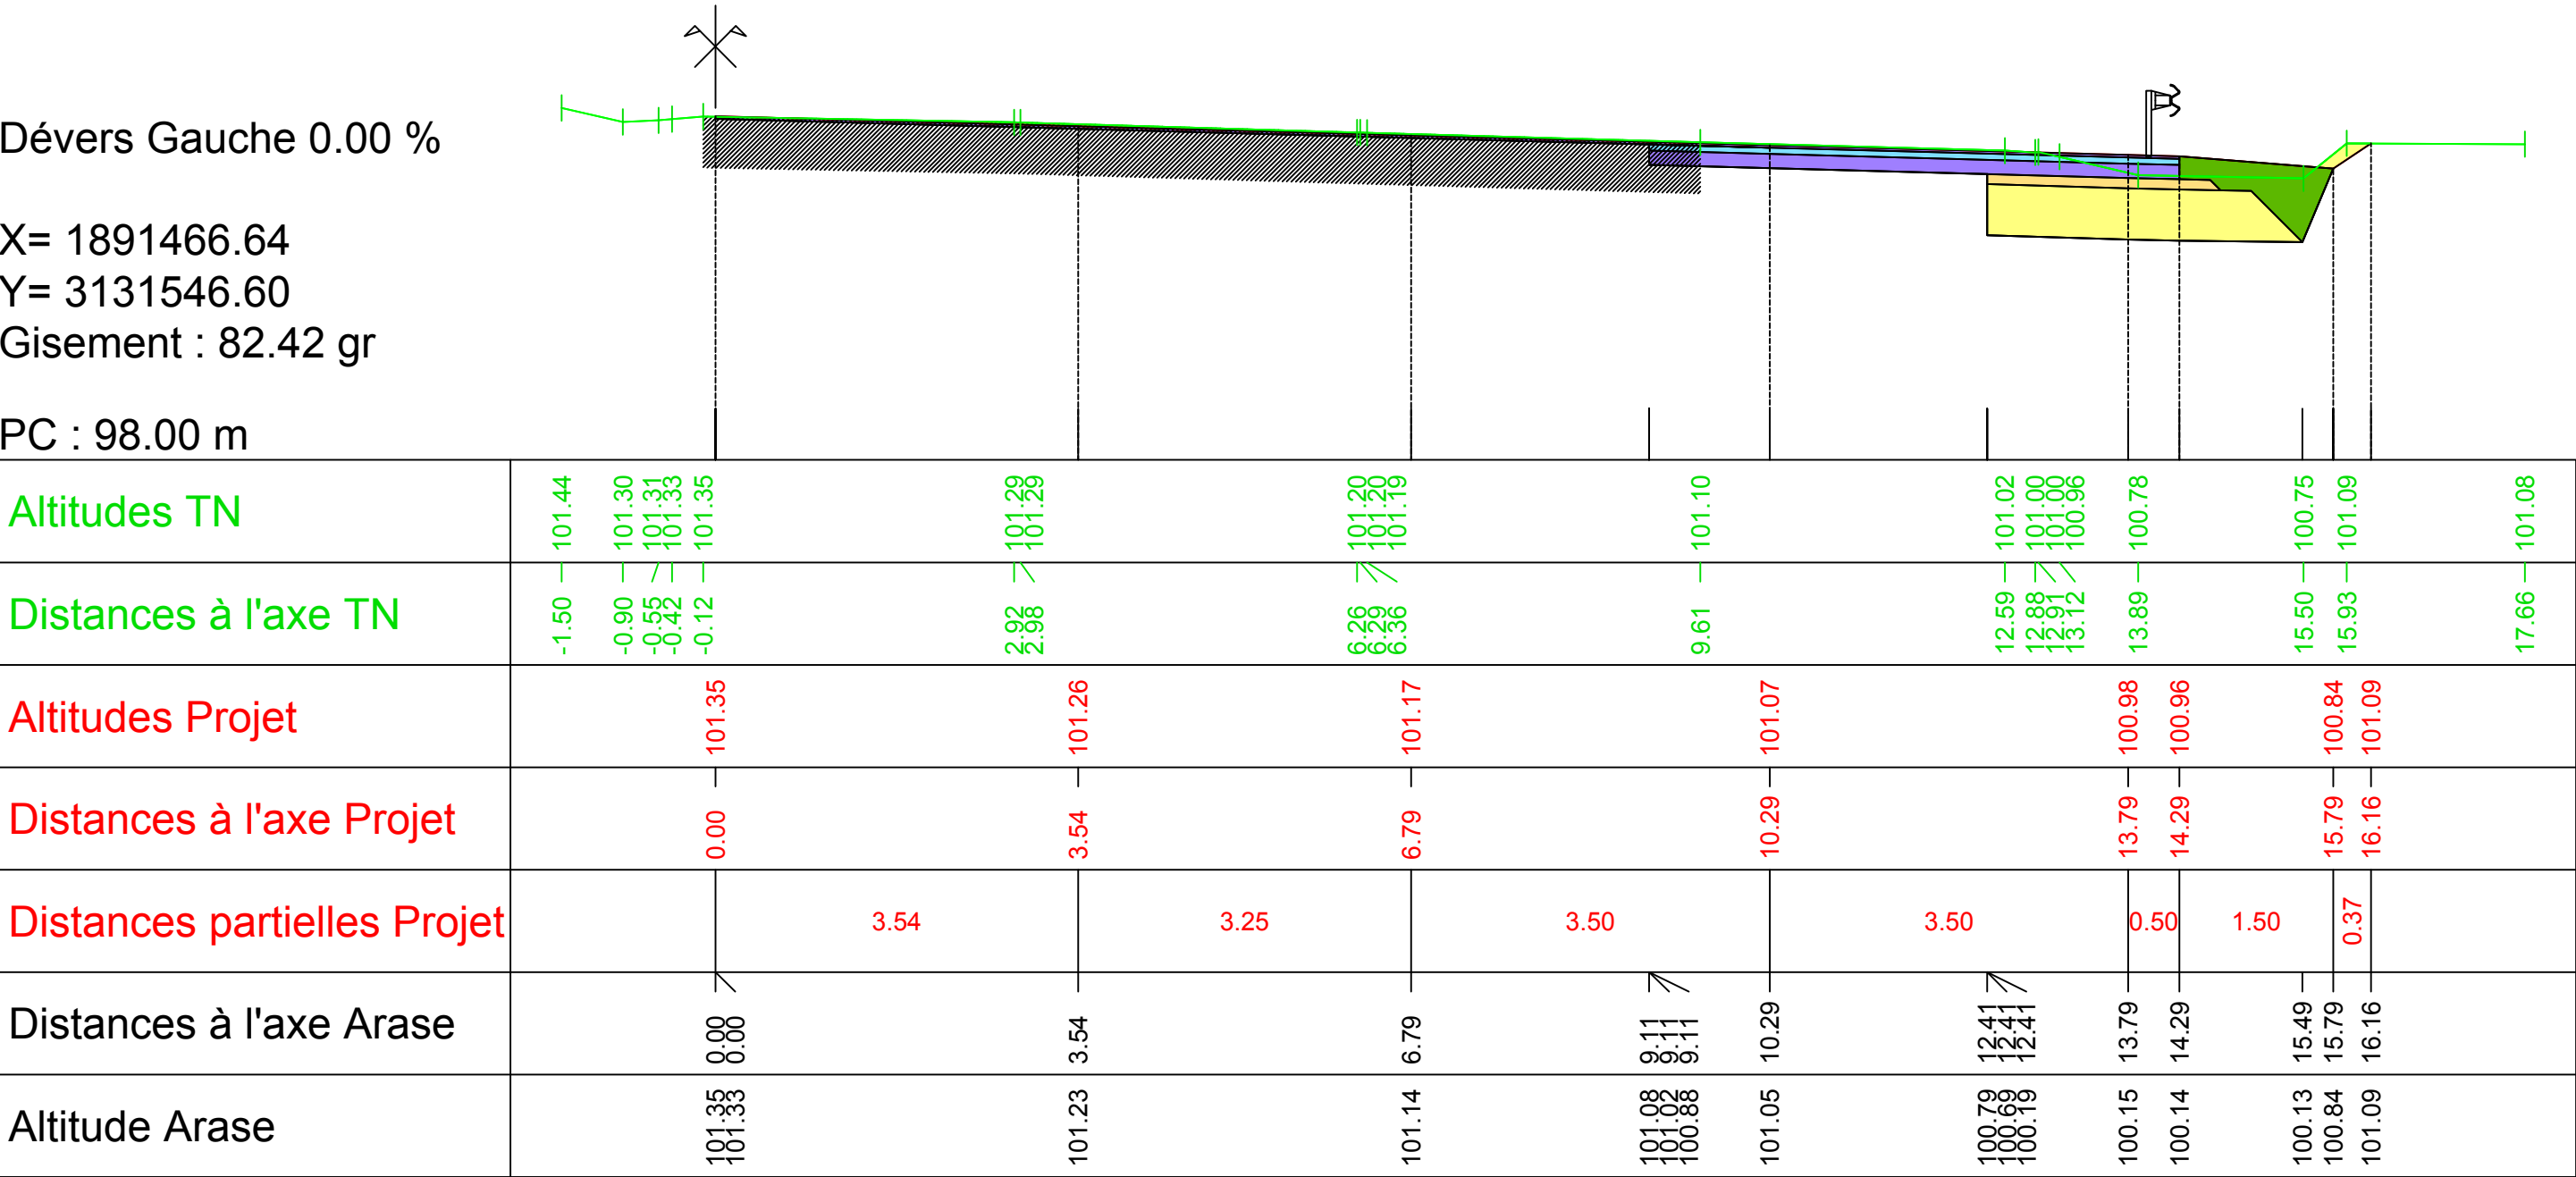 Dévers Gauche 0.00 %
X= 1891466.64
Y= 3131546.60
Gisement : 82.42 gr
PC : 98.00 m
Altitudes TN 101.44 101.30 101.31 101.33 101.35 101.29 101.29 101.20 101.20 101.19 101.10 101.02 101.00 101.00 100.96 100.78 100.75 101.09 101.08
Distances à l'axe TN -1.50 -0.90 -0.55 -0.42 -0.12 2.92 2.98 6.26 6.29 6.36 9.61 12.59 12.88 12.91 13.12 13.89 15.50 15.93 17.66
Altitudes Projet 101.35 101.26 101.17 101.07 100.98 100.96 100.84 101.09
Distances à l'axe Projet 0.00 3.54 6.79 10.29 13.79 14.29 15.79 16.16
Distances partielles Projet 3.54 3.25 3.50 3.50 0.50 1.50 0.37
Distances à l'axe Arase 0.00 0.00 3.54 6.79 9.11 9.11 9.11 10.29 12.41 12.41 12.41 13.79 14.29 15.49 15.79 16.16
Altitude Arase 101.35 101.33 101.23 101.14 101.08 101.02 100.88 101.05 100.79 100.69 100.19 100.15 100.14 100.13 100.84 101.09